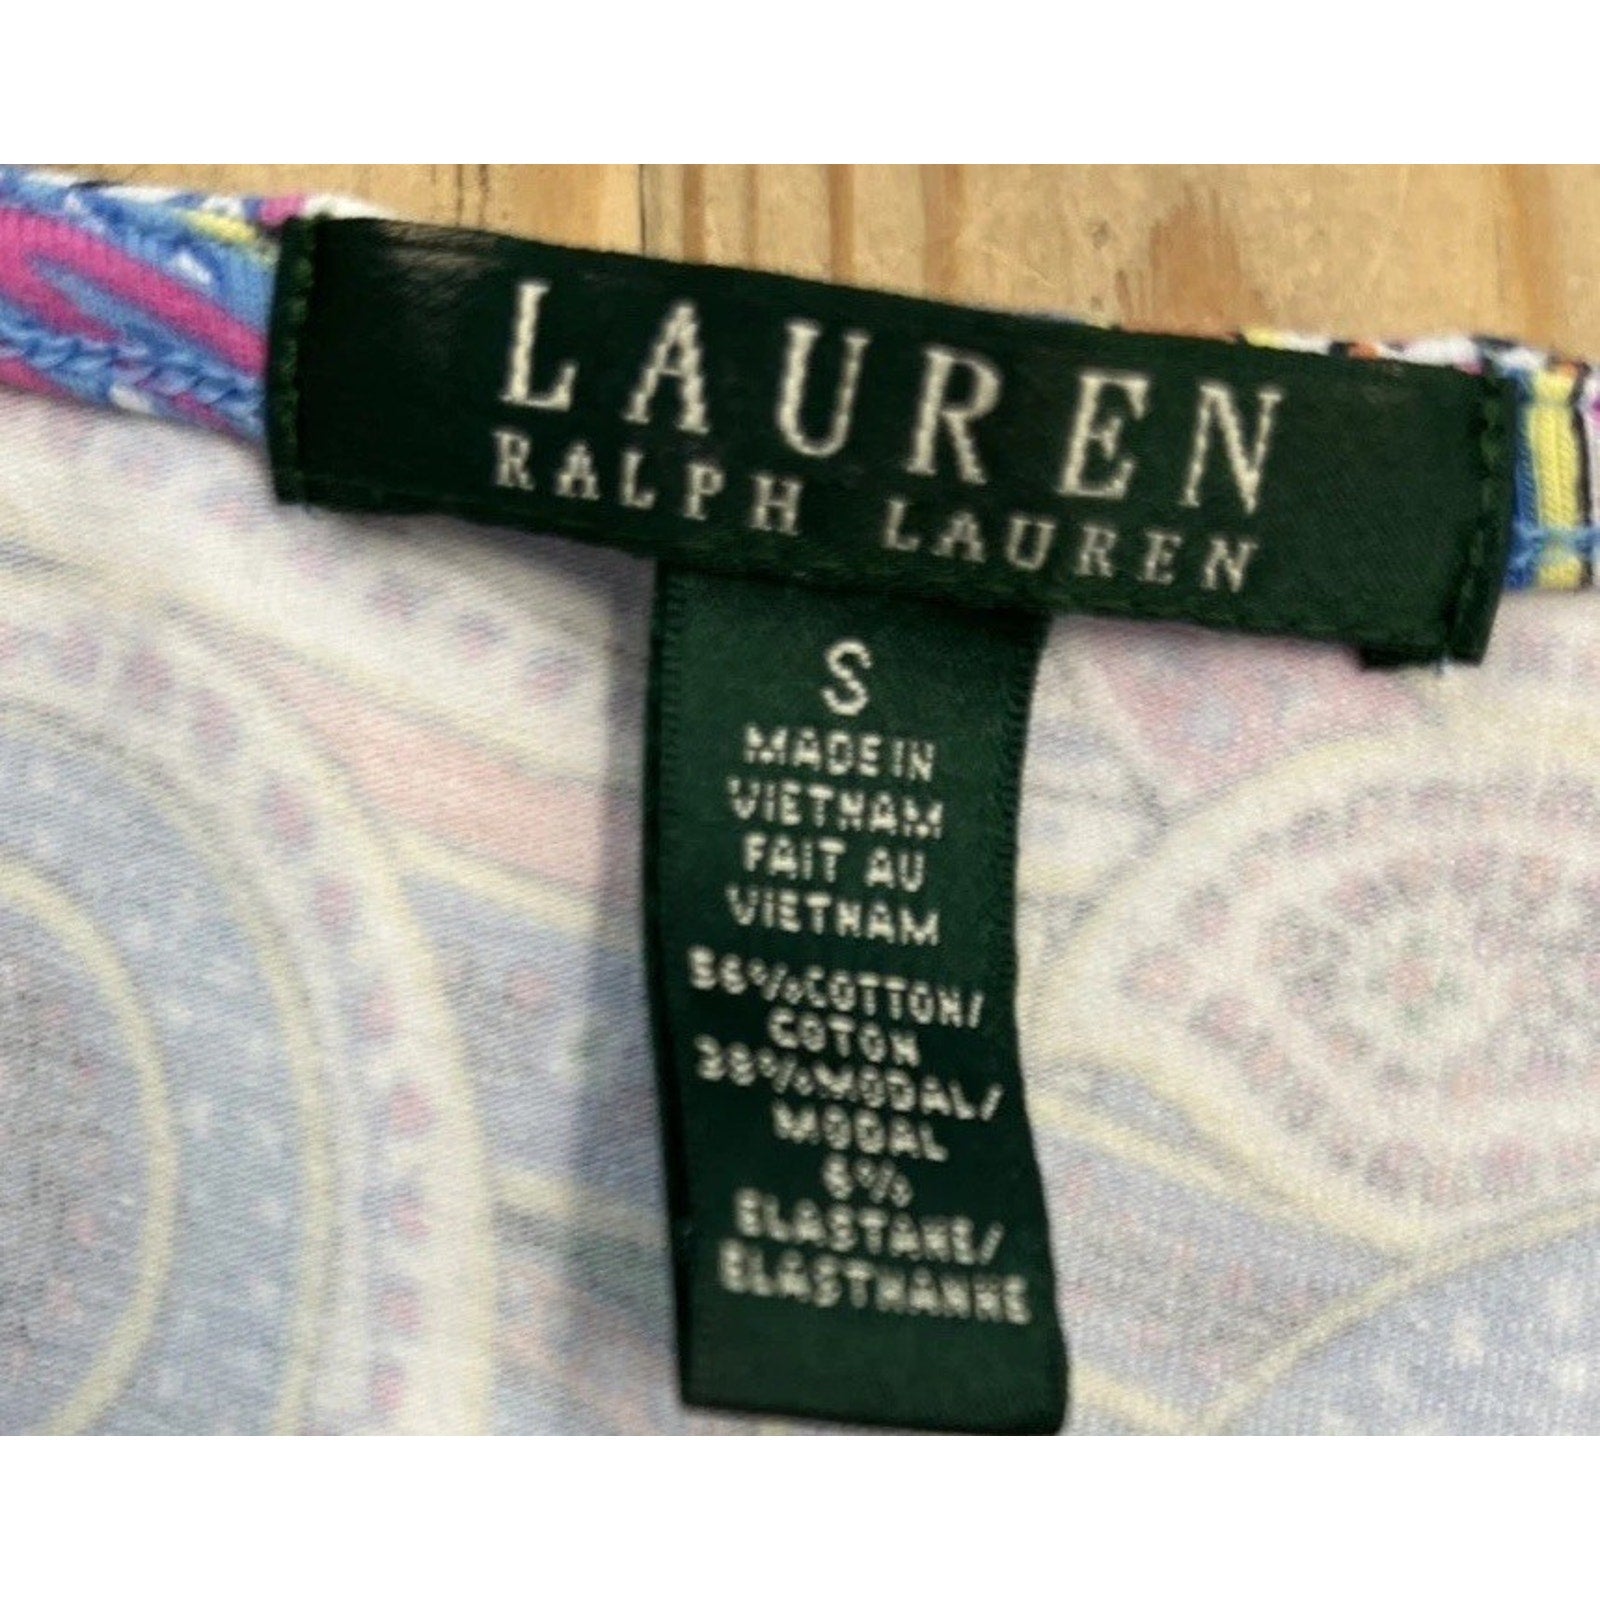 LAUREN
RALPH LAUREN
S
MADE IN
VIETNAM
FAIT AU
VIETNAM
56%COTTON/
COTON
38%MODAL/
MODAL
6%
ELASTANE/
ELASTHANNE